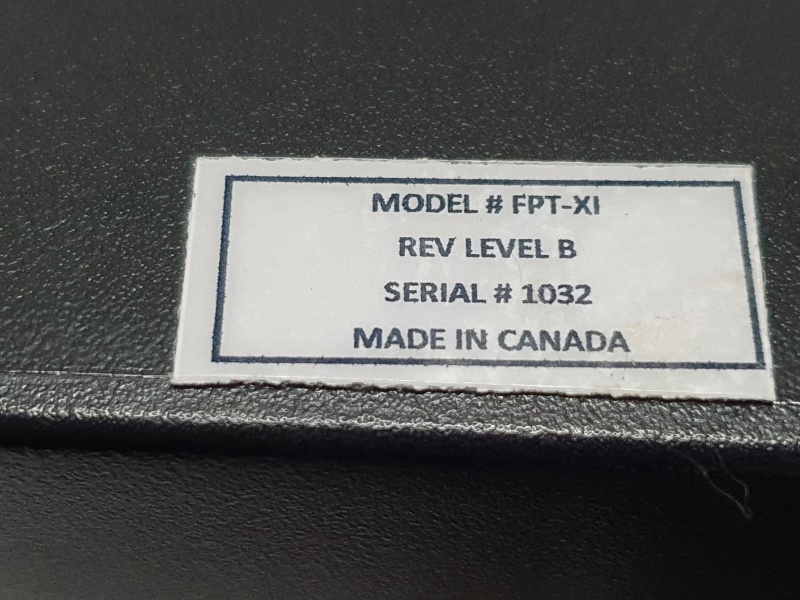 MODEL # FPT-XI
REV LEVEL B
SERIAL # 1032
MADE IN CANADA